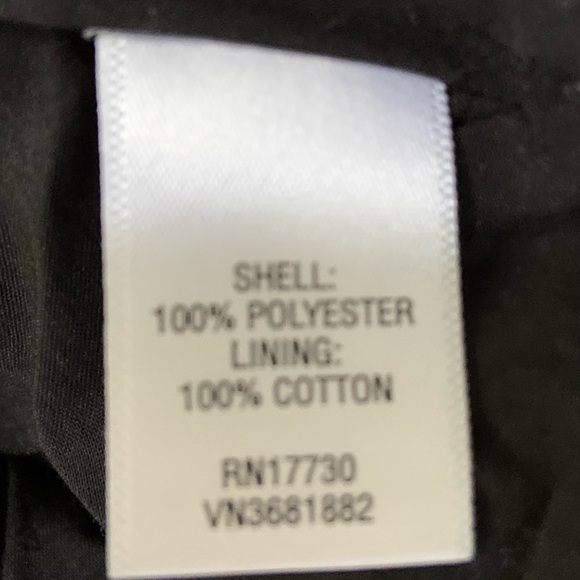 SHELL:
100% POLYESTER
LINING:
100% COTTON
RN17730
VN3681882